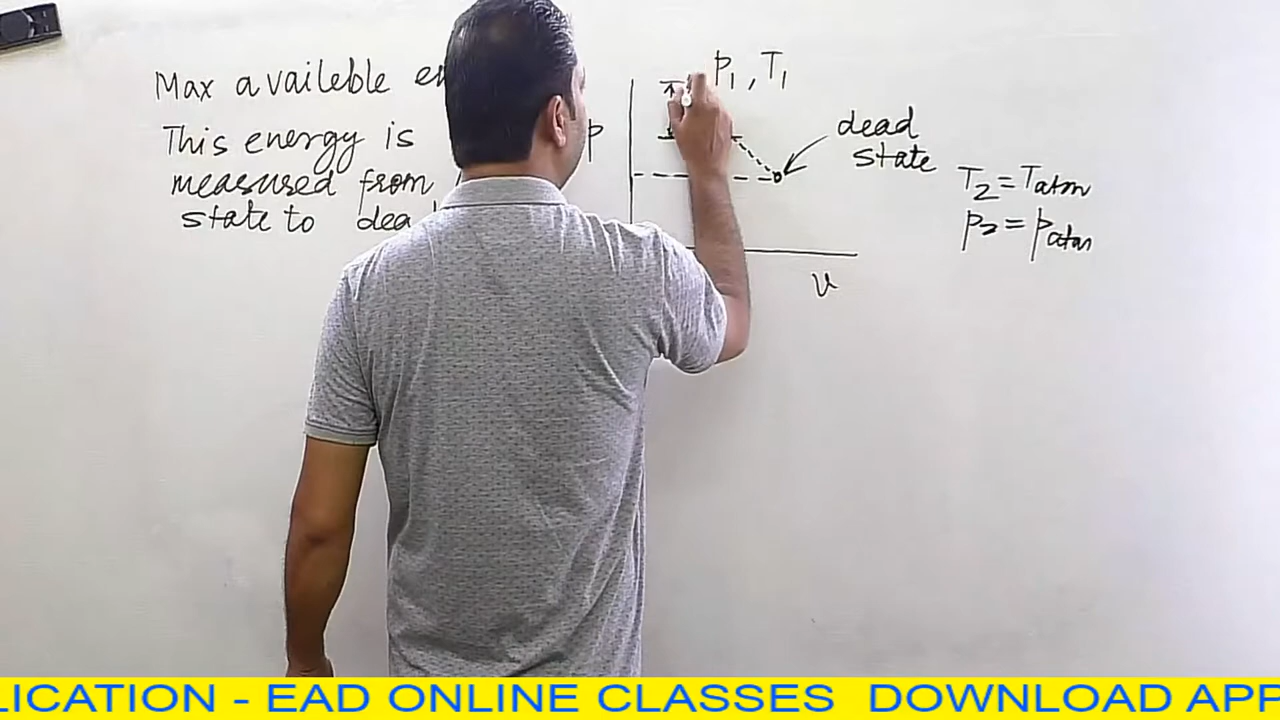 Max availeble
This energy is
measured from
state to dea
p
p₁, T₁
dead
state
T₂ = Tatm
p₂ = patm
v
LICATION - EAD ONLINE CLASSES DOWNLOAD APP